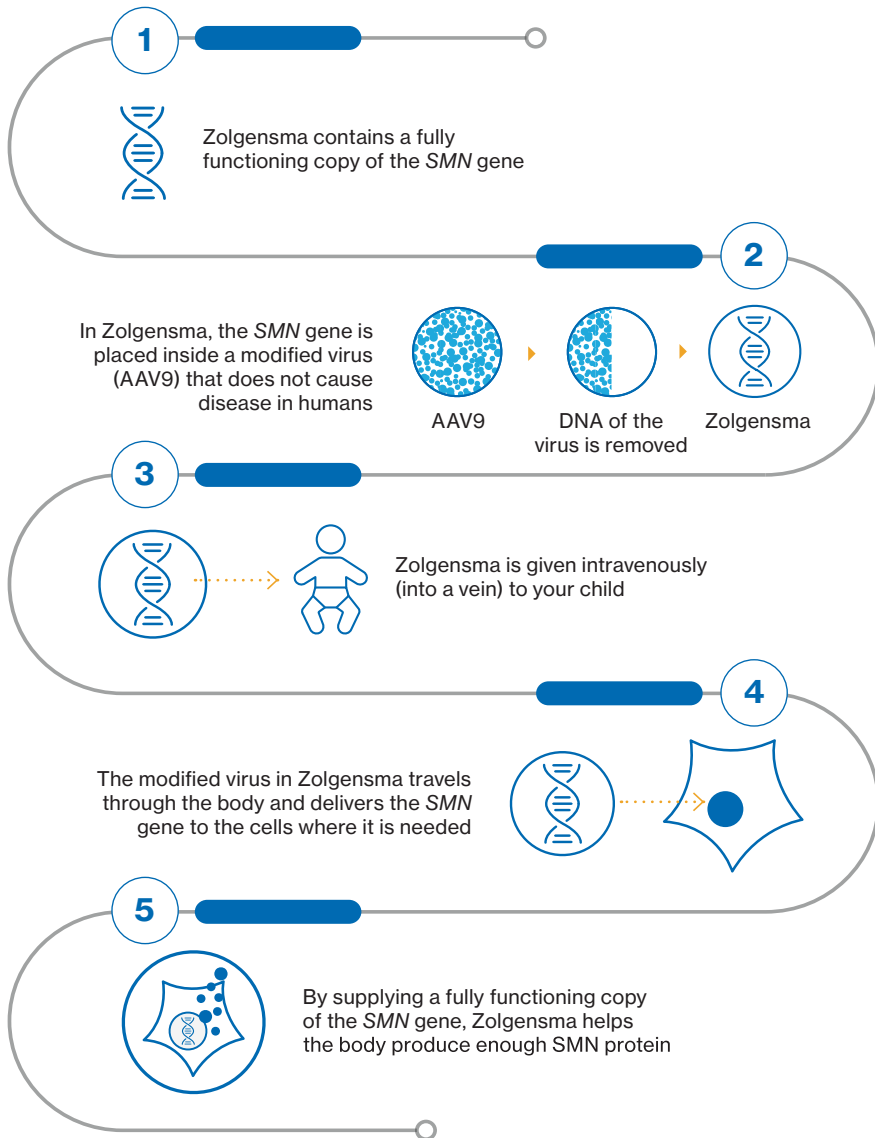 1
Zolgensma contains a fully
functioning copy of the SMN gene
2
In Zolgensma, the SMN gene is
placed inside a modified virus
(AAV9) that does not cause
disease in humans
AAV9
DNA of the
virus is removed
Zolgensma
3
Zolgensma is given intravenously
(into a vein) to your child
4
The modified virus in Zolgensma travels
through the body and delivers the SMN
gene to the cells where it is needed
5
By supplying a fully functioning copy
of the SMN gene, Zolgensma helps
the body produce enough SMN protein